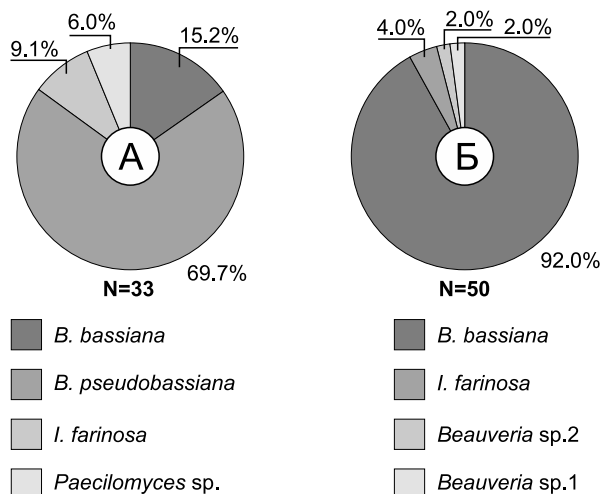 6.0%
15.2%
9.1%
А
69.7%
N=33
B. bassiana
B. pseudobassiana
I. farinosa
Paecilomyces sp.
2.0%
4.0%
2.0%
Б
92.0%
N=50
B. bassiana
I. farinosa
Beauveria sp.2
Beauveria sp.1